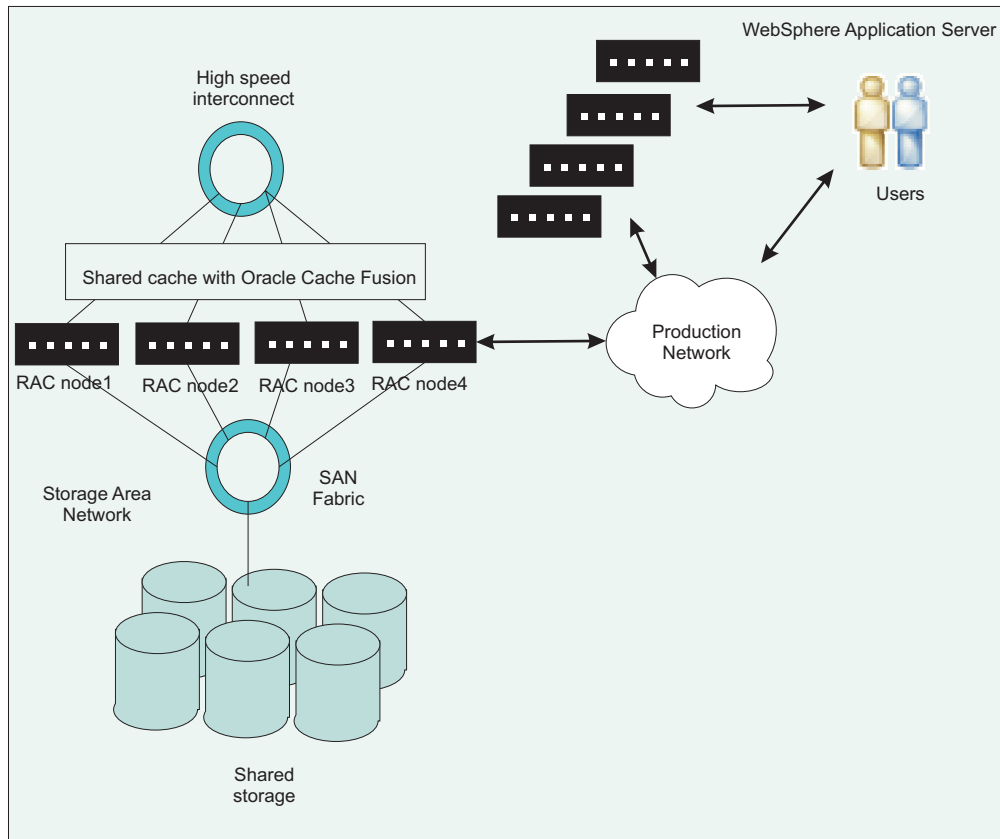 WebSphere Application Server
High speed
interconnect
Users
Shared cache with Oracle Cache Fusion
Production
Network
RAC node1
RAC node2
RAC node3
RAC node4
Storage Area
Network
SAN
Fabric
Shared
storage